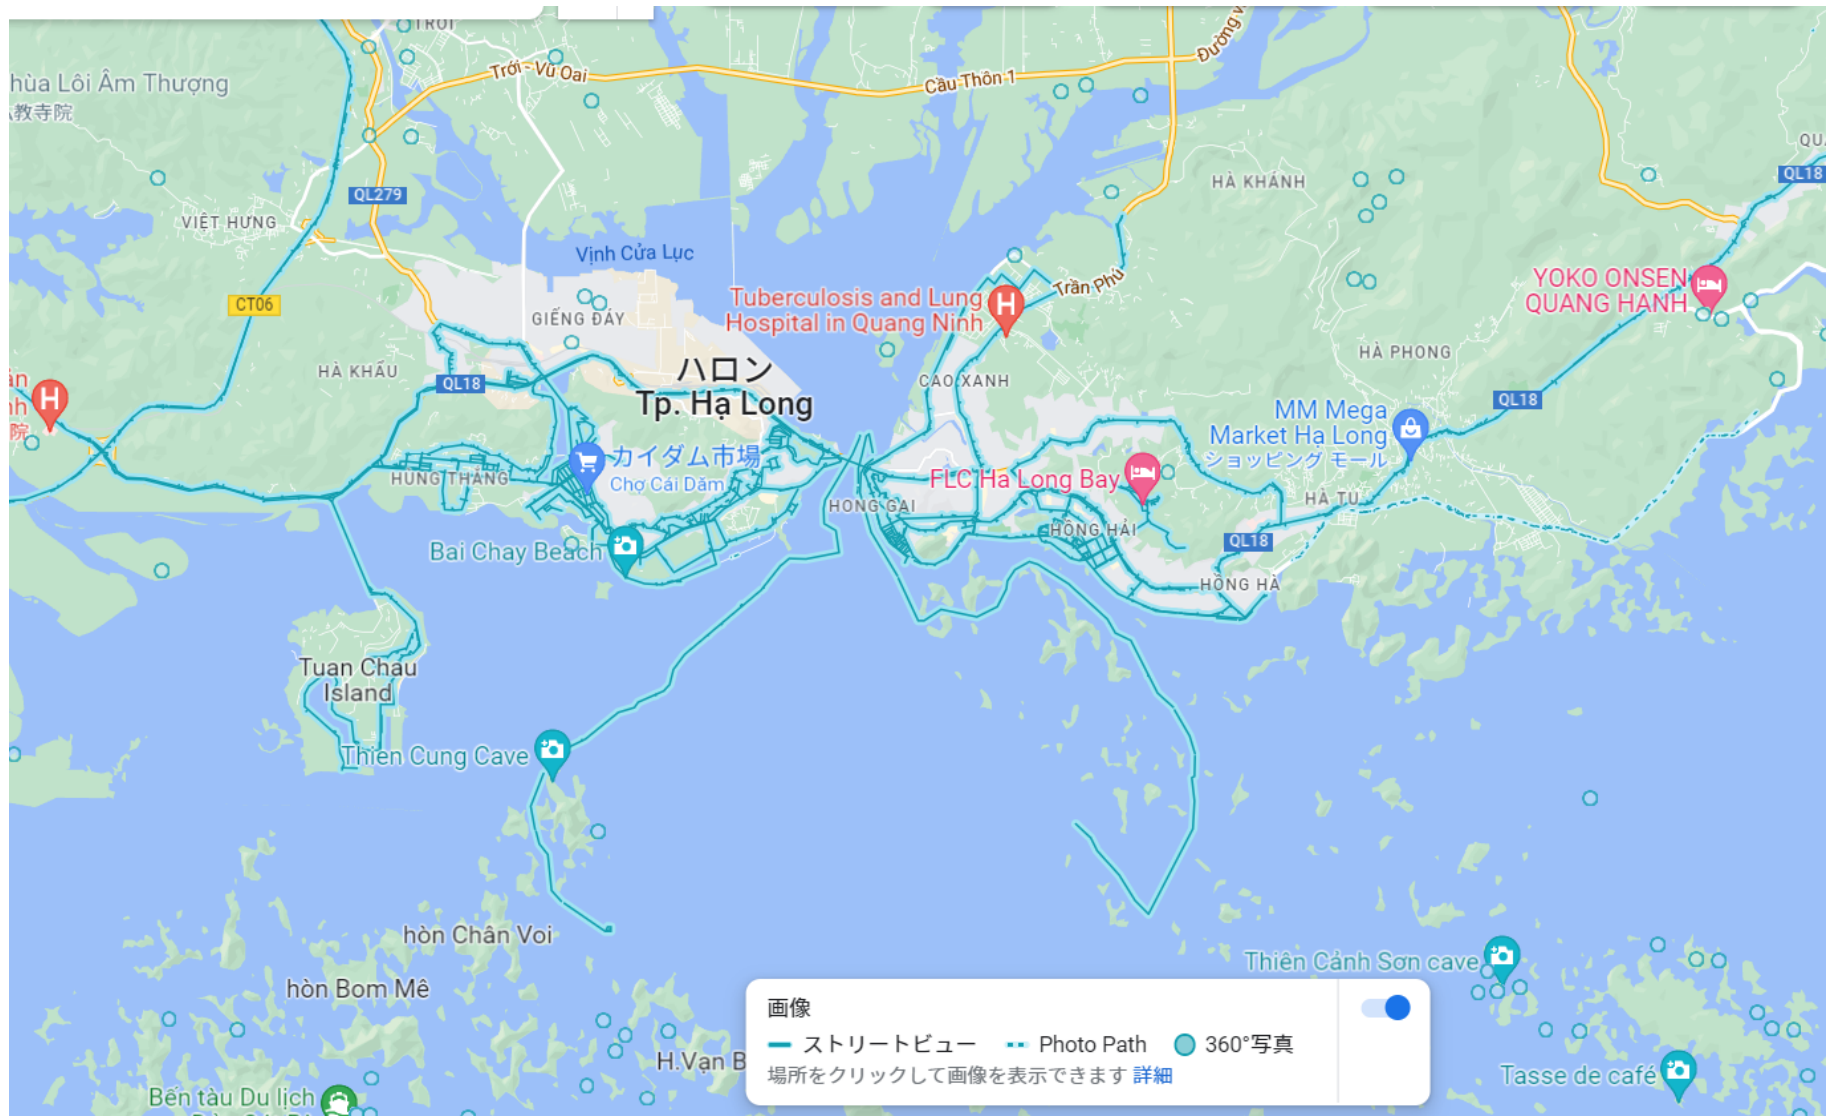 TRỚI
Trới - Vũ Oai
Cầu Thôn 1
hùa Lôi Âm Thượng
教寺院
QL279
HÀ KHÁNH
QL18
VIỆT HƯNG
Vịnh Cửa Lục
CT06
GIẾNG ĐÁY
Tuberculosis and Lung
Hospital in Quang Ninh
Trần Phú
YOKO ONSEN
QUANG HANH
HÀ KHẨU
QL18
ハロン
Tp. Hạ Long
CAO XANH
HÀ PHONG
QL18
MM Mega
Market Hạ Long
ショッピング モール
院
カイダム市場
Chợ Cái Dăm
HUNG THẮNG
FLC Ha Long Bay
HONG GAI
HÀ TU
HỒNG HẢI
QL18
Bai Chay Beach
HỒNG HÀ
Tuan Chau
Island
Thien Cung Cave
hòn Chân Voi
Thiên Cảnh Sơn cave
hòn Bom Mê
画像
ストリートビュー
Photo Path
360°写真
場所をクリックして画像を表示できます 詳細
H.Vạn B
Tasse de café
Bến tàu Du lịch